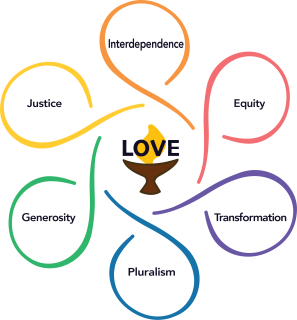 Interdependence
Justice
Equity
LOVE
Generosity
Transformation
Pluralism